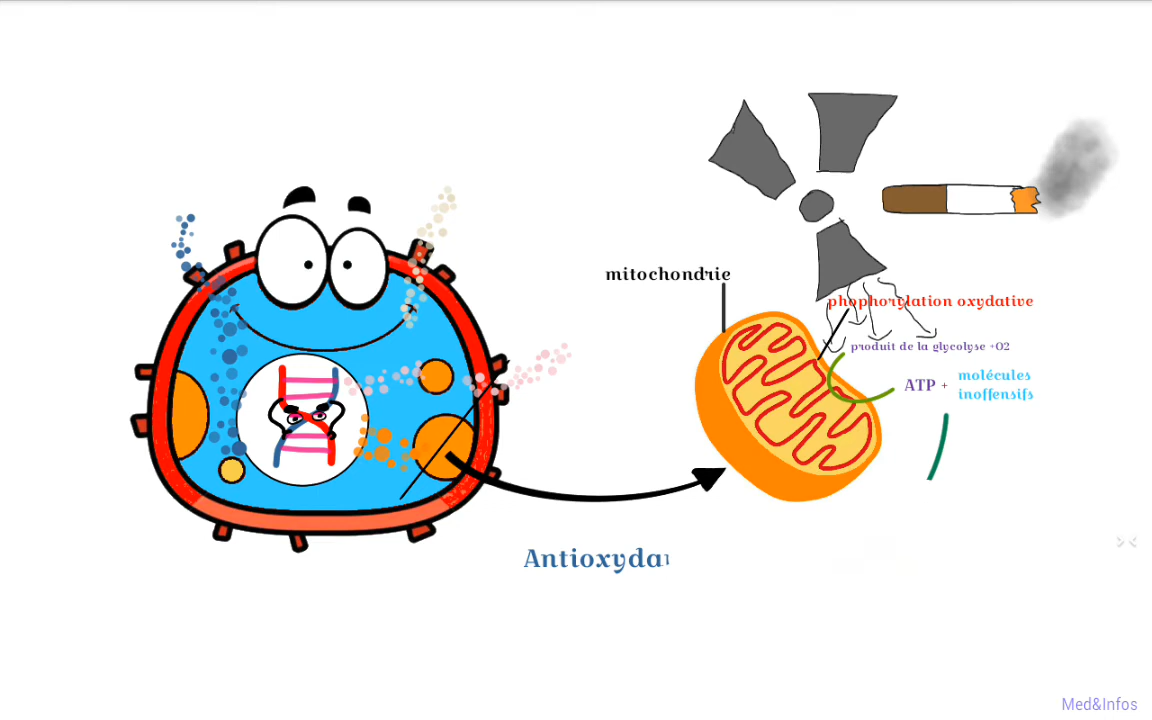 mitochondrie
phophorylation oxydative
produit de la glycolyse +O2
ATP + molécules
inoffensifs
Antioxyda
Med&Infos